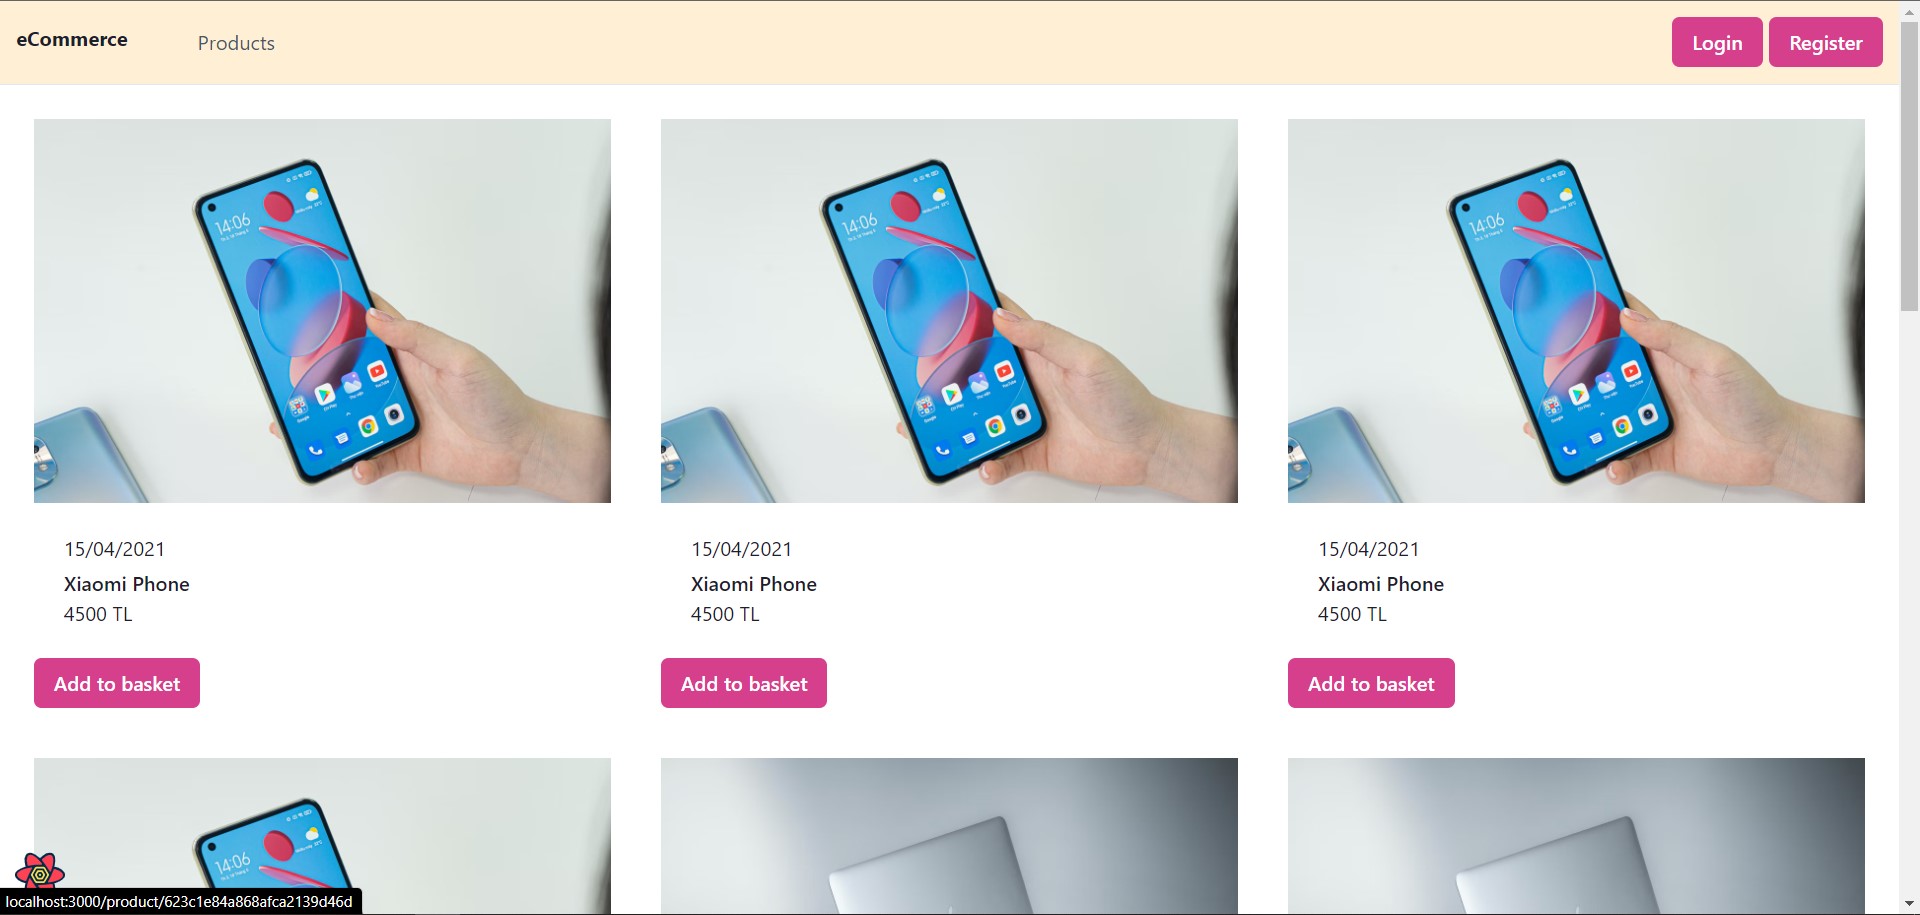 eCommerce
Products
Login
Register
14:06
14:06
14:06
15/04/2021
15/04/2021
15/04/2021
Xiaomi Phone
Xiaomi Phone
Xiaomi Phone
4500 TL
4500 TL
4500 TL
Add to basket
Add to basket
Add to basket
14:06
localhost:3000/product/623c1e84a868afca2139d46d